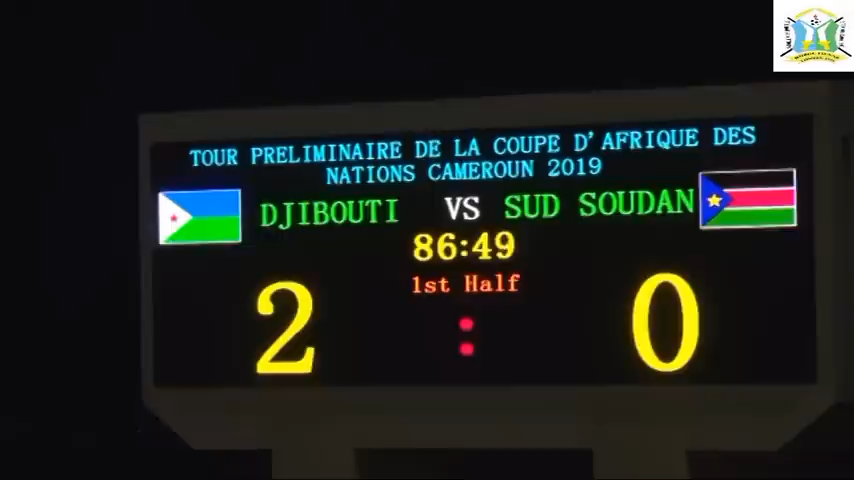 TOUR PRELIMINAIRE DE LA COUPE D'AFRIQUE DES
NATIONS CAMEROUN 2019
DJIBOUTI VS SUD SOUDAN
86:49
1st Half
2 : 0